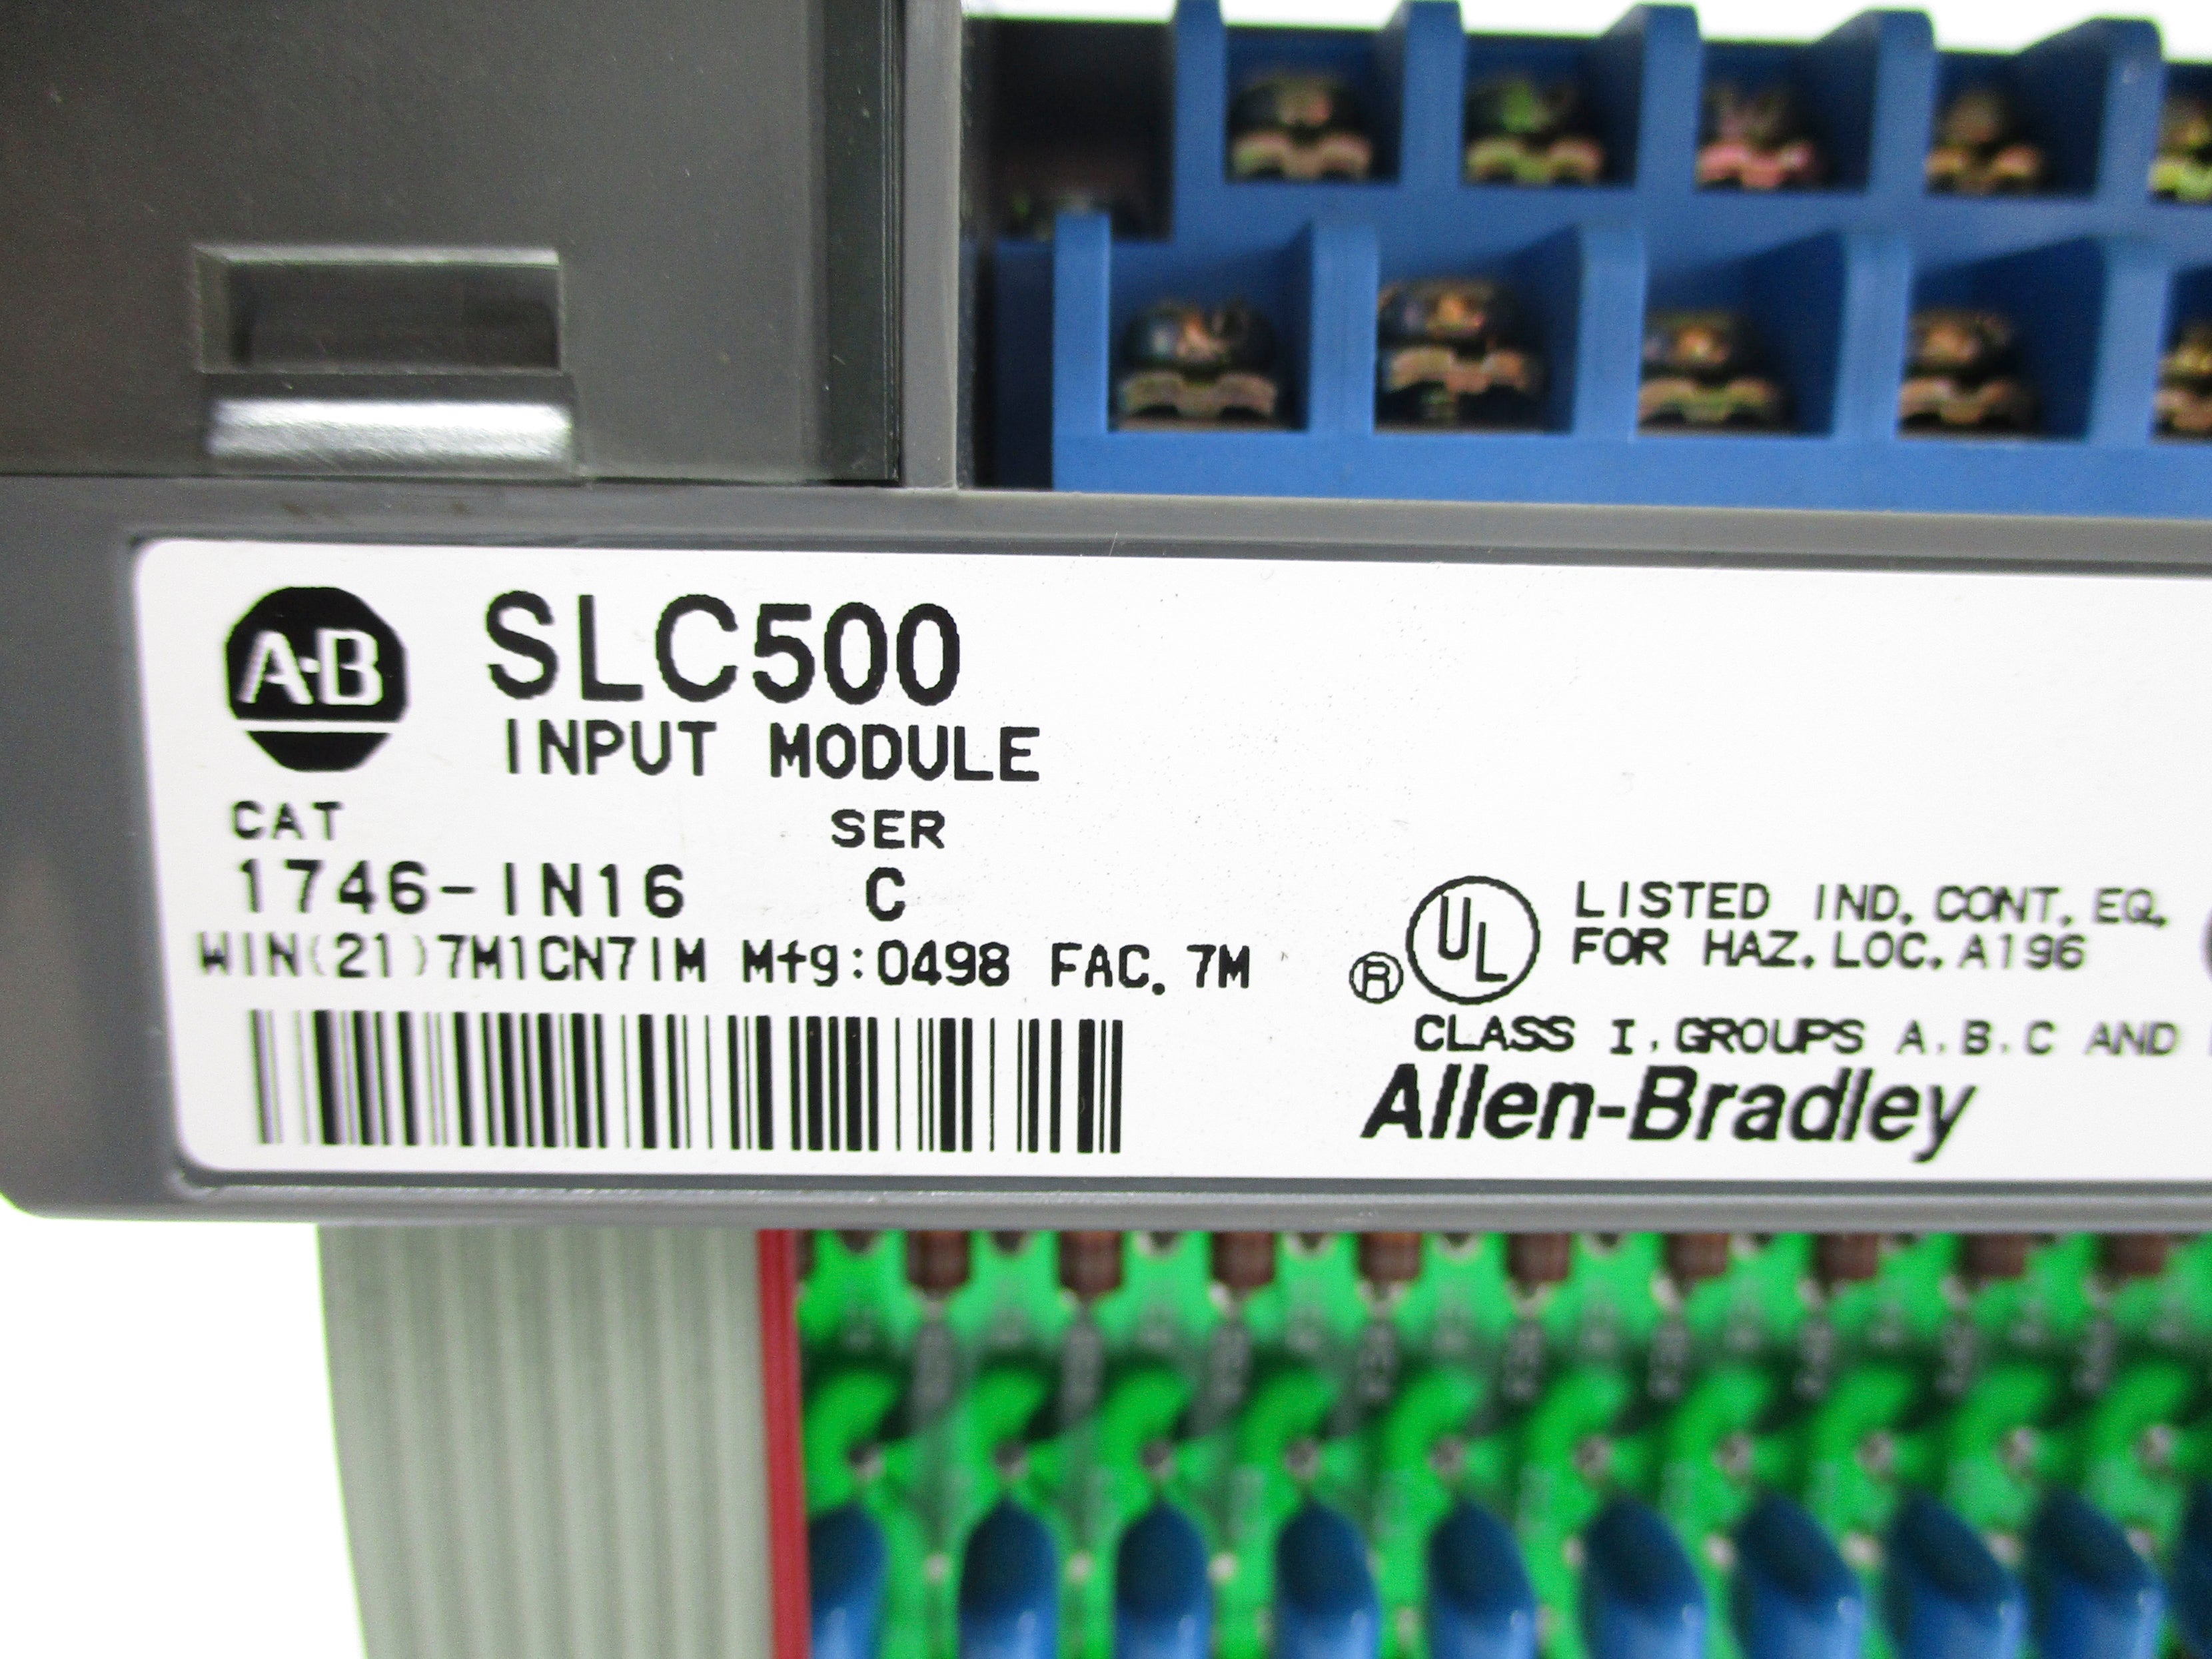 A-B SLC500
INPUT MODULE
CAT SER
1746-IN16 C
WIN(21)7M1CN7IM Mfg:0498 FAC. 7M
® UL LISTED IND. CONT. EQ.
FOR HAZ. LOC. A196
CLASS I, GROUPS A, B, C AND
Allen-Bradley